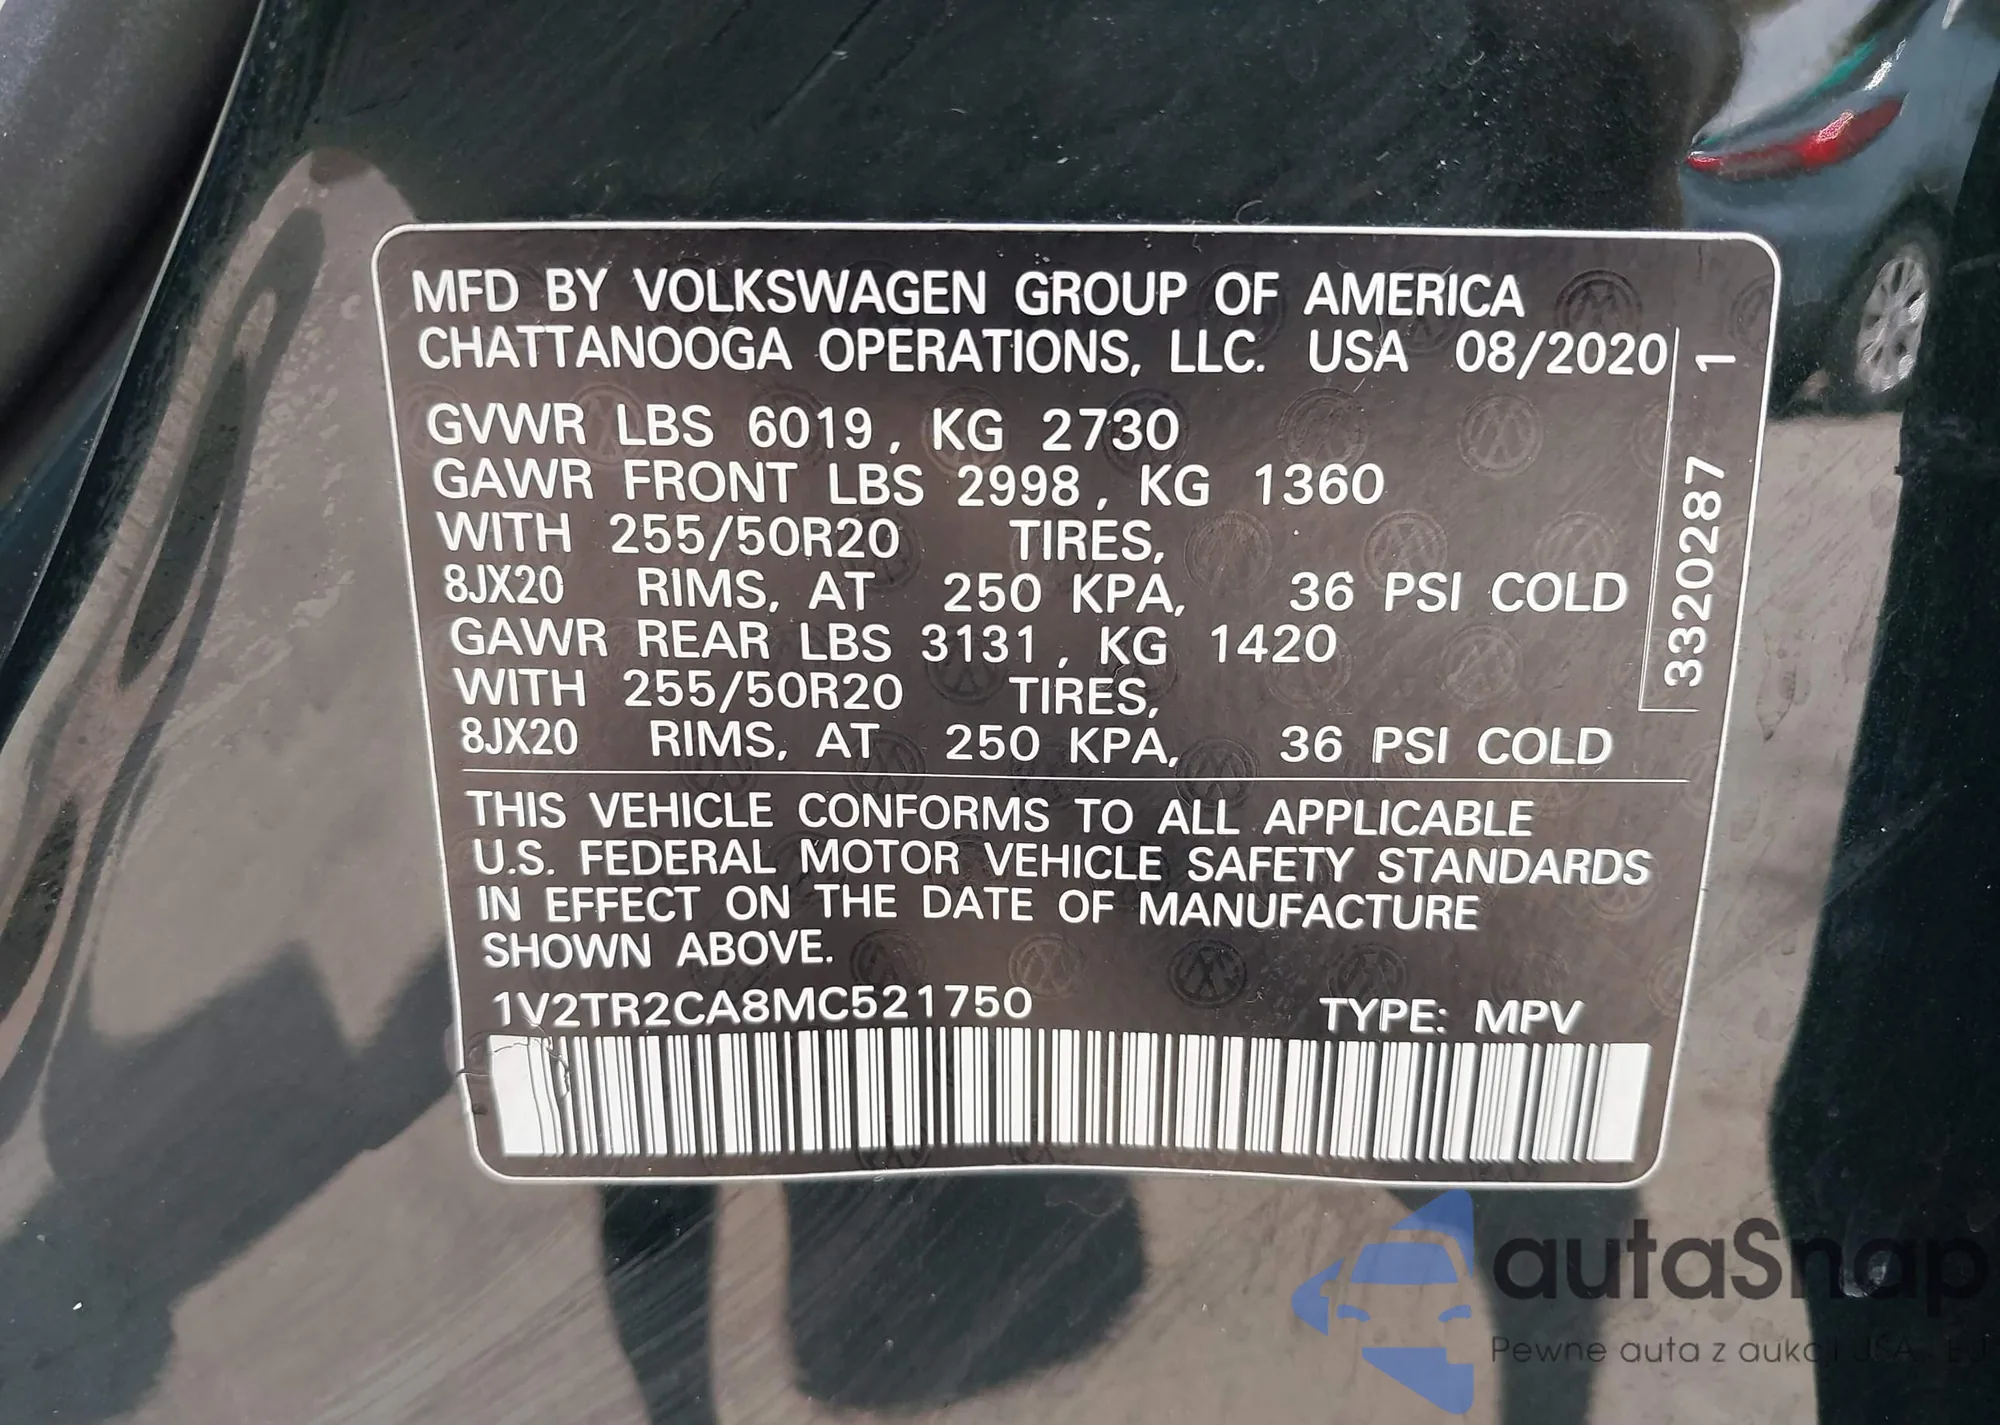 MFD BY VOLKSWAGEN GROUP OF AMERICA
CHATTANOOGA OPERATIONS, LLC. USA 08/2020
GVWR LBS 6019, KG 2730
GAWR FRONT LBS 2998, KG 1360
WITH 255/50R20 TIRES,
8JX20 RIMS, AT 250 KPA, 36 PSI COLD
GAWR REAR LBS 3131, KG 1420
WITH 255/50R20 TIRES,
8JX20 RIMS, AT 250 KPA, 36 PSI COLD
3320287 1
THIS VEHICLE CONFORMS TO ALL APPLICABLE
U.S. FEDERAL MOTOR VEHICLE SAFETY STANDARDS
IN EFFECT ON THE DATE OF MANUFACTURE
SHOWN ABOVE.
1V2TR2CA8MC521750 TYPE: MPV
autaSnap
Pewne auta z aukcji USA